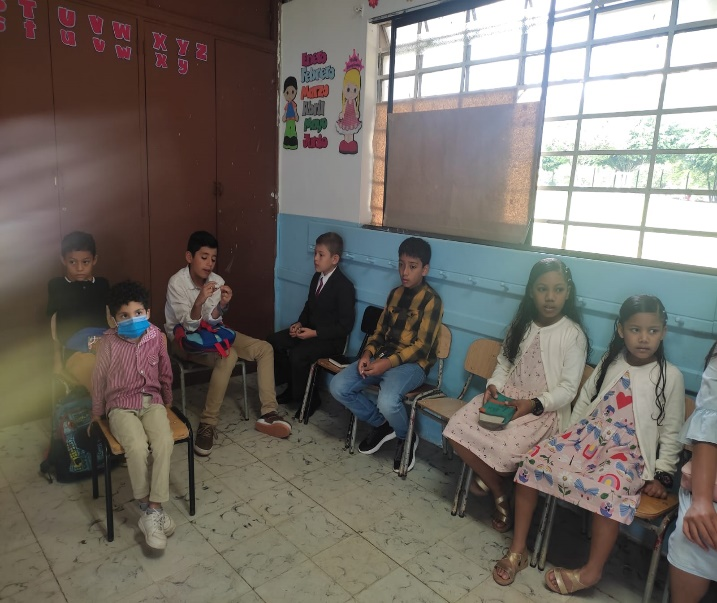 T U V W X Y Z
t u v w x y
Enero
Febrero
Marzo
Abril
Mayo
Junio